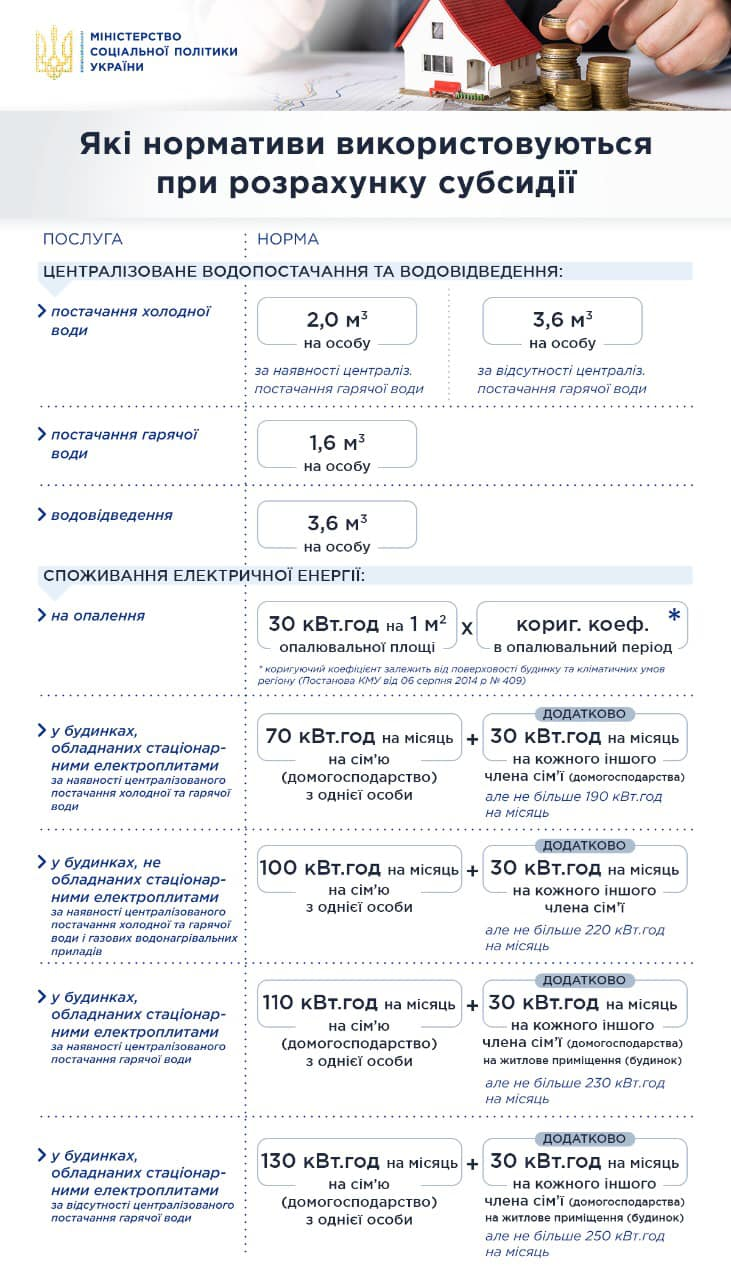 МІНІСТЕРСТВО
СОЦІАЛЬНОЇ ПОЛІТИКИ
УКРАЇНИ
Які нормативи використовуються
при розрахунку субсидії
ПОСЛУГА
НОРМА
ЦЕНТРАЛІЗОВАНЕ ВОДОПОСТАЧАННЯ ТА ВОДОВІДВЕДЕННЯ:
постачання холодної
води
2,0 м³
на особу
за наявності централіз.
постачання гарячої води
3,6 м³
на особу
за відсутності централіз.
постачання гарячої води
постачання гарячої
води
1,6 м³
на особу
водовідведення
3,6 м³
на особу
СПОЖИВАННЯ ЕЛЕКТРИЧНОЇ ЕНЕРГІЇ:
на опалення
30 кВт.год на 1 м²
опалювальної площі
х
кориг. коеф. *
в опалювальний період
* коригуючий коефіцієнт залежить від поверховості будинку та кліматичних умов
регіону (Постанова КМУ від 06 серпня 2014 р № 409)
у будинках,
обладнаних стаціонар-
ними електроплитами
за наявності централізованого
постачання холодної та гарячої
води
70 кВт.год на місяць
на сім’ю
(домогосподарство)
з однієї особи
+
ДОДАТКОВО
30 кВт.год на місяць
на кожного іншого
члена сім’ї (домогосподарства)
але не більше 190 кВт.год
на місяць
у будинках, не
обладнаних стаціонар-
ними електроплитами
за наявності централізованого
постачання холодної та гарячої
води і газових водонагрівальних
приладів
100 кВт.год на місяць
на сім’ю
з однієї особи
+
ДОДАТКОВО
30 кВт.год на місяць
на кожного іншого
члена сім’ї
але не більше 220 кВт.год
на місяць
у будинках,
обладнаних стаціонар-
ними електроплитами
за наявності централізованого
постачання гарячої води
110 кВт.год на місяць
на сім’ю
(домогосподарство)
з однієї особи
+
ДОДАТКОВО
30 кВт.год на місяць
на кожного іншого
члена сім’ї (домогосподарства)
на житлове приміщення (будинок)
але не більше 230 кВт.год
на місяць
у будинках,
обладнаних стаціонар-
ними електроплитами
за відсутності централізованого
постачання гарячої води
130 кВт.год на місяць
на сім’ю
(домогосподарство)
з однієї особи
+
ДОДАТКОВО
30 кВт.год на місяць
на кожного іншого
члена сім’ї (домогосподарства)
на житлове приміщення (будинок)
але не більше 250 кВт.год
на місяць